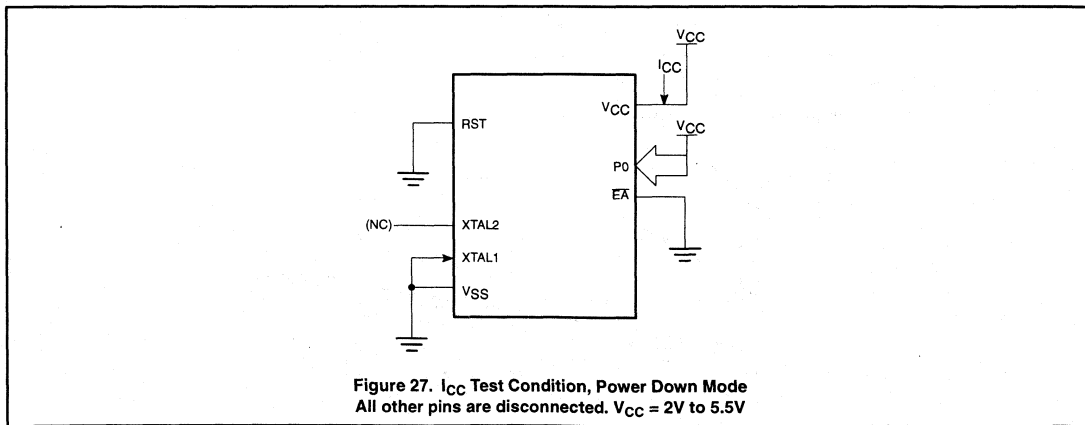 VCC
ICC
VCC
RST
VCC
P0
EA
(NC)
XTAL2
XTAL1
VSS
Figure 27. ICC Test Condition, Power Down Mode
All other pins are disconnected. VCC = 2V to 5.5V